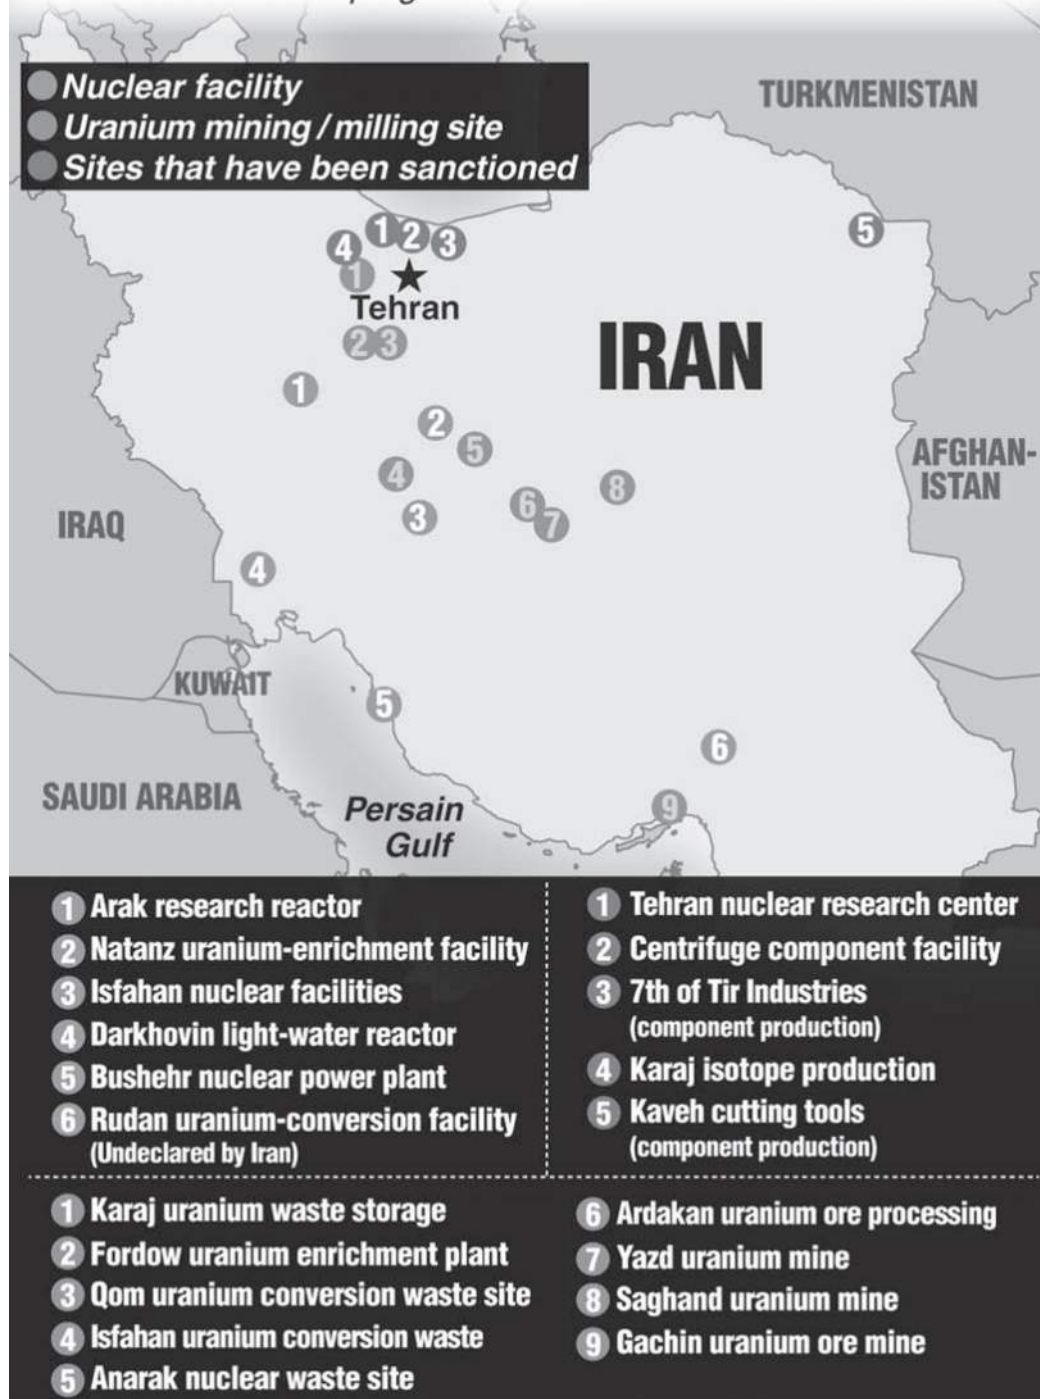 Nuclear facility
Uranium mining / milling site
Sites that have been sanctioned
TURKMENISTAN
1
2
3
4
5
1
Tehran
2 3
IRAN
1
2
5
AFGHAN-
ISTAN
4
8
6
7
3
IRAQ
4
KUWAIT
5
6
SAUDI ARABIA
Persain
Gulf
9
1 Arak research reactor
2 Natanz uranium-enrichment facility
3 Isfahan nuclear facilities
4 Darkhovin light-water reactor
5 Bushehr nuclear power plant
6 Rudan uranium-conversion facility
(Undeclared by Iran)
1 Tehran nuclear research center
2 Centrifuge component facility
3 7th of Tir Industries
(component production)
4 Karaj isotope production
5 Kaveh cutting tools
(component production)
1 Karaj uranium waste storage
2 Fordow uranium enrichment plant
3 Qom uranium conversion waste site
4 Isfahan uranium conversion waste
5 Anarak nuclear waste site
6 Ardakan uranium ore processing
7 Yazd uranium mine
8 Saghand uranium mine
9 Gachin uranium ore mine